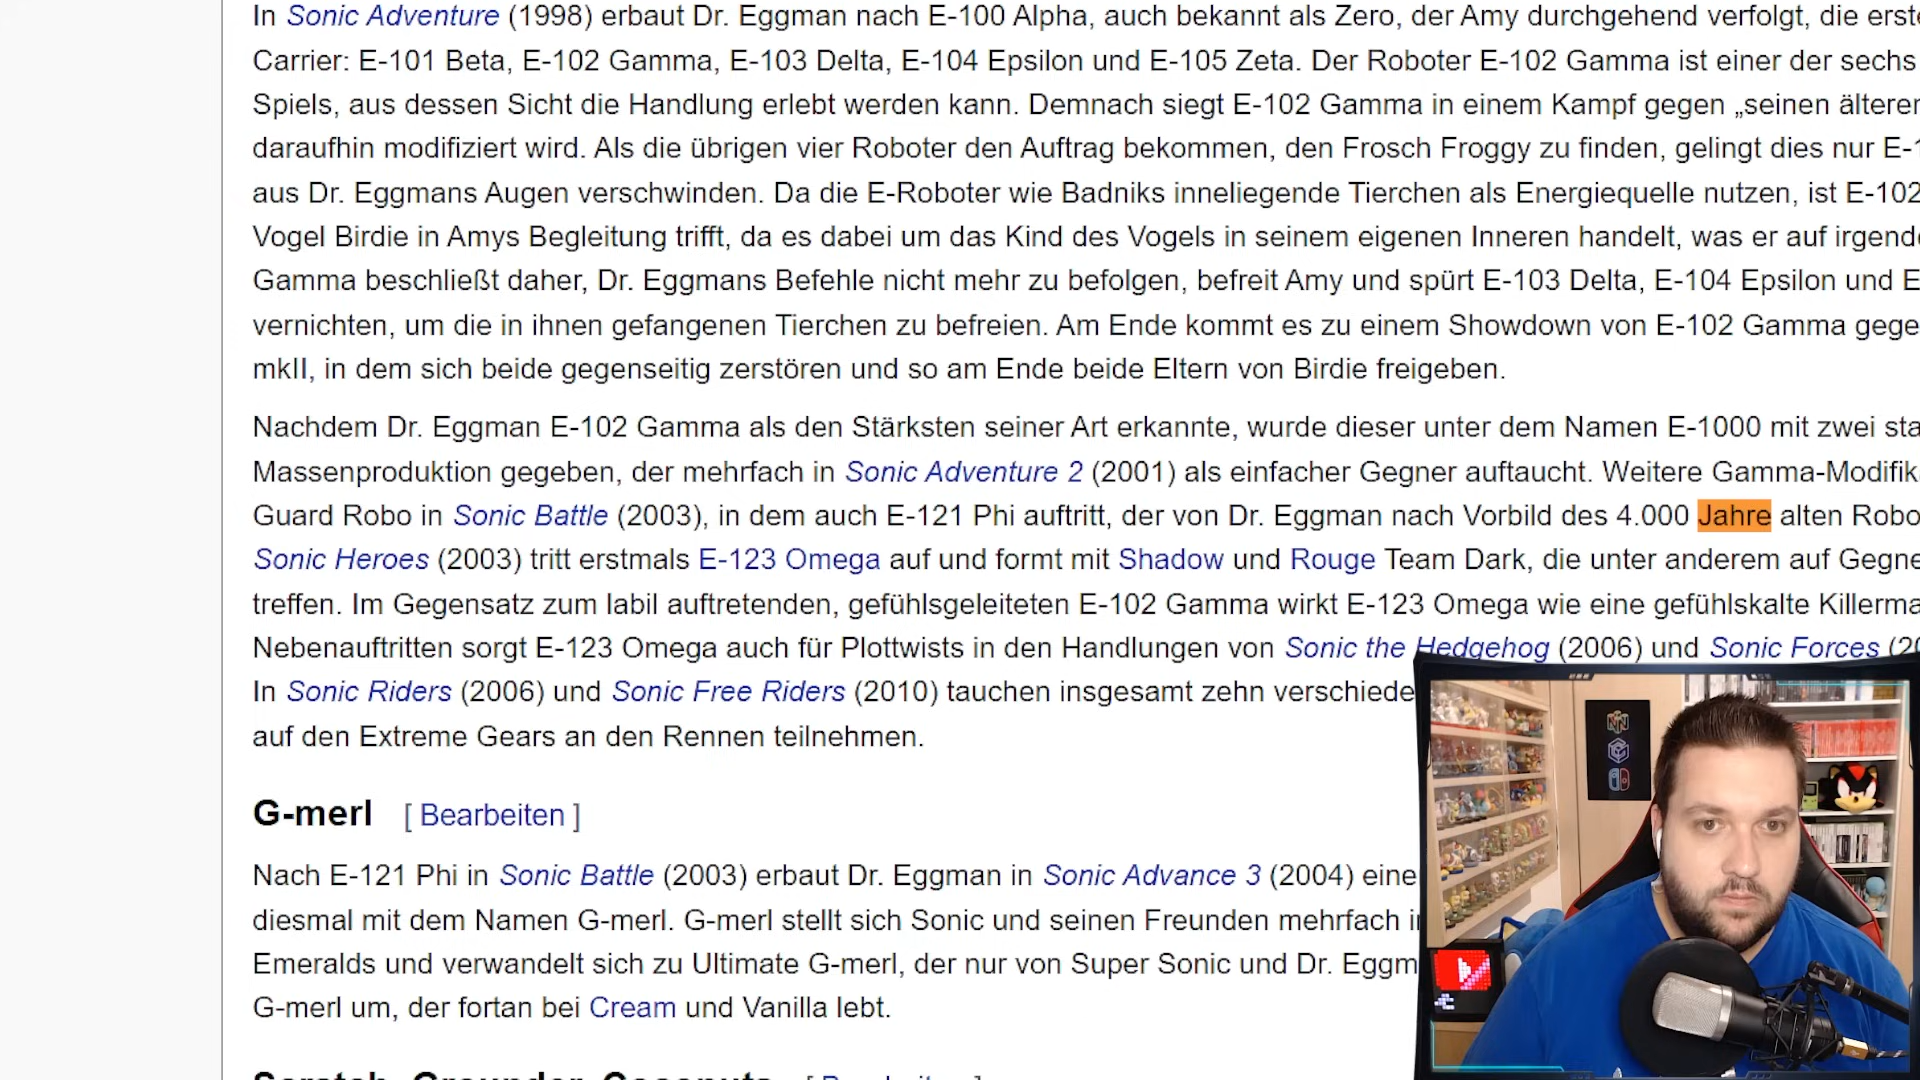 In Sonic Adventure (1998) erbaut Dr. Eggman nach E-100 Alpha, auch bekannt als Zero, der Amy durchgehend verfolgt, die
Carrier: E-101 Beta, E-102 Gamma, E-103 Delta, E-104 Epsilon und E-105 Zeta. Der Roboter E-102 Gamma ist einer der sechs
Spiels, aus dessen Sicht die Handlung erlebt werden kann. Demnach siegt E-102 Gamma in einem Kampf gegen „seinen
daraufhin modifiziert wird. Als die übrigen vier Roboter den Auftrag bekommen, den Frosch Froggy zu finden, gelingt dies nur
aus Dr. Eggmans Augen verschwinden. Da die E-Roboter wie Badniks inneliegende Tierchen als Energiequelle nutzen, ist E-102
Vogel Birdie in Amys Begleitung trifft, da es dabei um das Kind des Vogels in seinem eigenen Inneren handelt, was er auf
Gamma beschließt daher, Dr. Eggmans Befehle nicht mehr zu befolgen, befreit Amy und spürt E-103 Delta, E-104 Epsilon und
vernichten, um die in ihnen gefangenen Tierchen zu befreien. Am Ende kommt es zu einem Showdown von E-102 Gamma
mkII, in dem sich beide gegenseitig zerstören und so am Ende beide Eltern von Birdie freigeben.
Nachdem Dr. Eggman E-102 Gamma als den Stärksten seiner Art erkannte, wurde dieser unter dem Namen E-1000 mit zwei
Massenproduktion gegeben, der mehrfach in Sonic Adventure 2 (2001) als einfacher Gegner auftaucht. Weitere
Guard Robo in Sonic Battle (2003), in dem auch E-121 Phi auftritt, der von Dr. Eggman nach Vorbild des 4.000 Jahre alten
Sonic Heroes (2003) tritt erstmals E-123 Omega auf und formt mit Shadow und Rouge Team Dark, die unter anderem auf
treffen. Im Gegensatz zum labil auftretenden, gefühlsgeleiteten E-102 Gamma wirkt E-123 Omega wie eine gefühlskalte
Nebenauftritten sorgt E-123 Omega auch für Plottwists in den Handlungen von Sonic the Hedgehog (2006) und Sonic Forces
In Sonic Riders (2006) und Sonic Free Riders (2010) tauchen insgesamt zehn
auf den Extreme Gears an den Rennen teilnehmen.
G-merl [ Bearbeiten ]
Nach E-121 Phi in Sonic Battle (2003) erbaut Dr. Eggman in Sonic Advance 3 (2004)
diesmal mit dem Namen G-merl. G-merl stellt sich Sonic und seinen Freunden mehrfach
Emeralds und verwandelt sich zu Ultimate G-merl, der nur von Super Sonic und Dr.
G-merl um, der fortan bei Cream und Vanilla lebt.